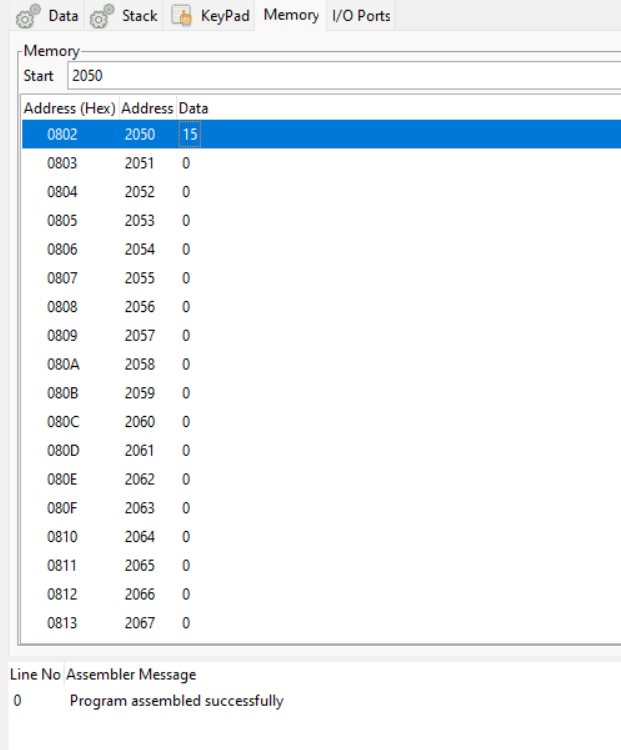 Data Stack KeyPad Memory I/O Ports
Memory
Start 2050
Address (Hex) Address Data
0802 2050 15
0803 2051 0
0804 2052 0
0805 2053 0
0806 2054 0
0807 2055 0
0808 2056 0
0809 2057 0
080A 2058 0
080B 2059 0
080C 2060 0
080D 2061 0
080E 2062 0
080F 2063 0
0810 2064 0
0811 2065 0
0812 2066 0
0813 2067 0
Line No Assembler Message
0 Program assembled successfully